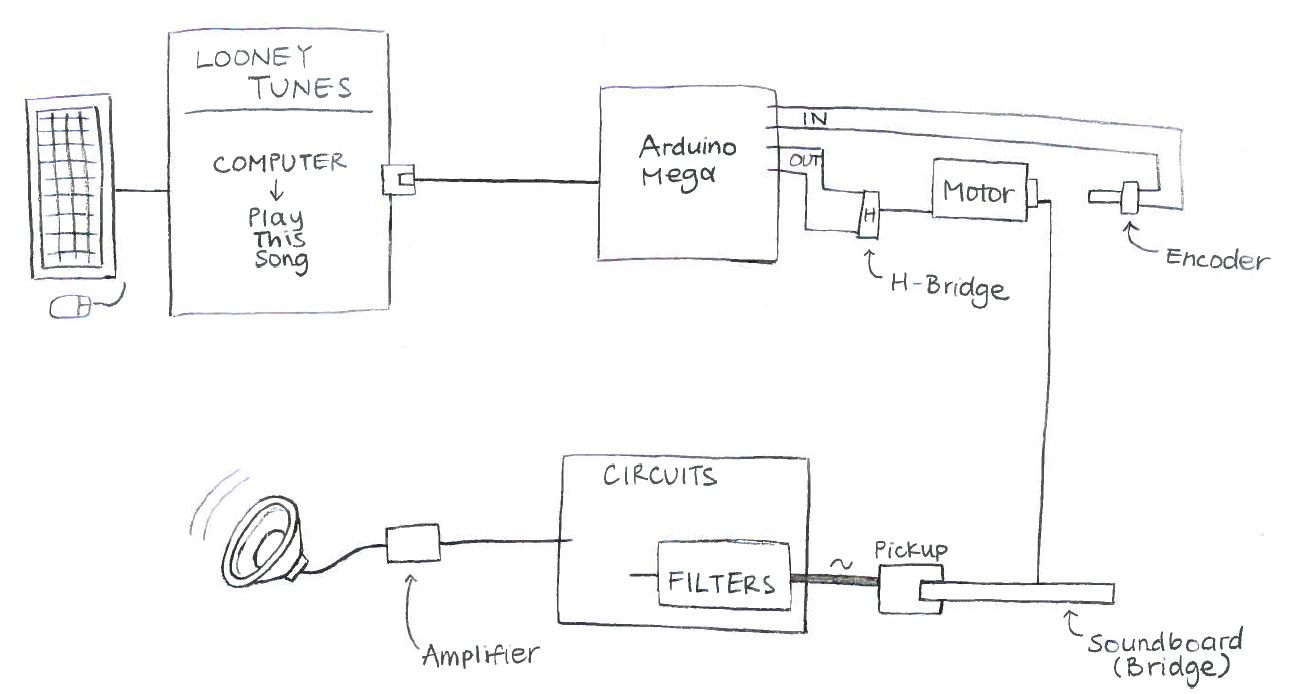 LOONEY
TUNES
COMPUTER
↓
Play
This
Song
Arduino
Mega
IN
OUT
H
Motor
H-Bridge
Encoder
CIRCUITS
FILTERS
~
Pickup
Amplifier
Soundboard
(Bridge)